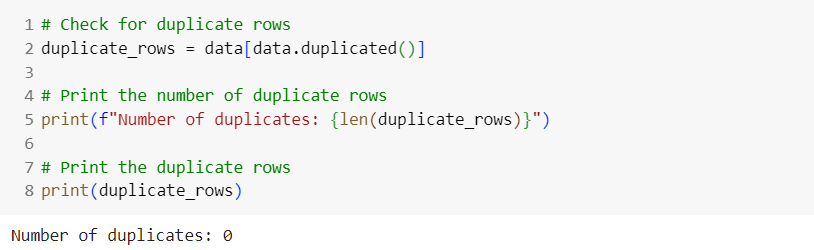 1 # Check for duplicate rows
2 duplicate_rows = data[data.duplicated()]
3
4 # Print the number of duplicate rows
5 print(f"Number of duplicates: {len(duplicate_rows)}")
6
7 # Print the duplicate rows
8 print(duplicate_rows)
Number of duplicates: 0